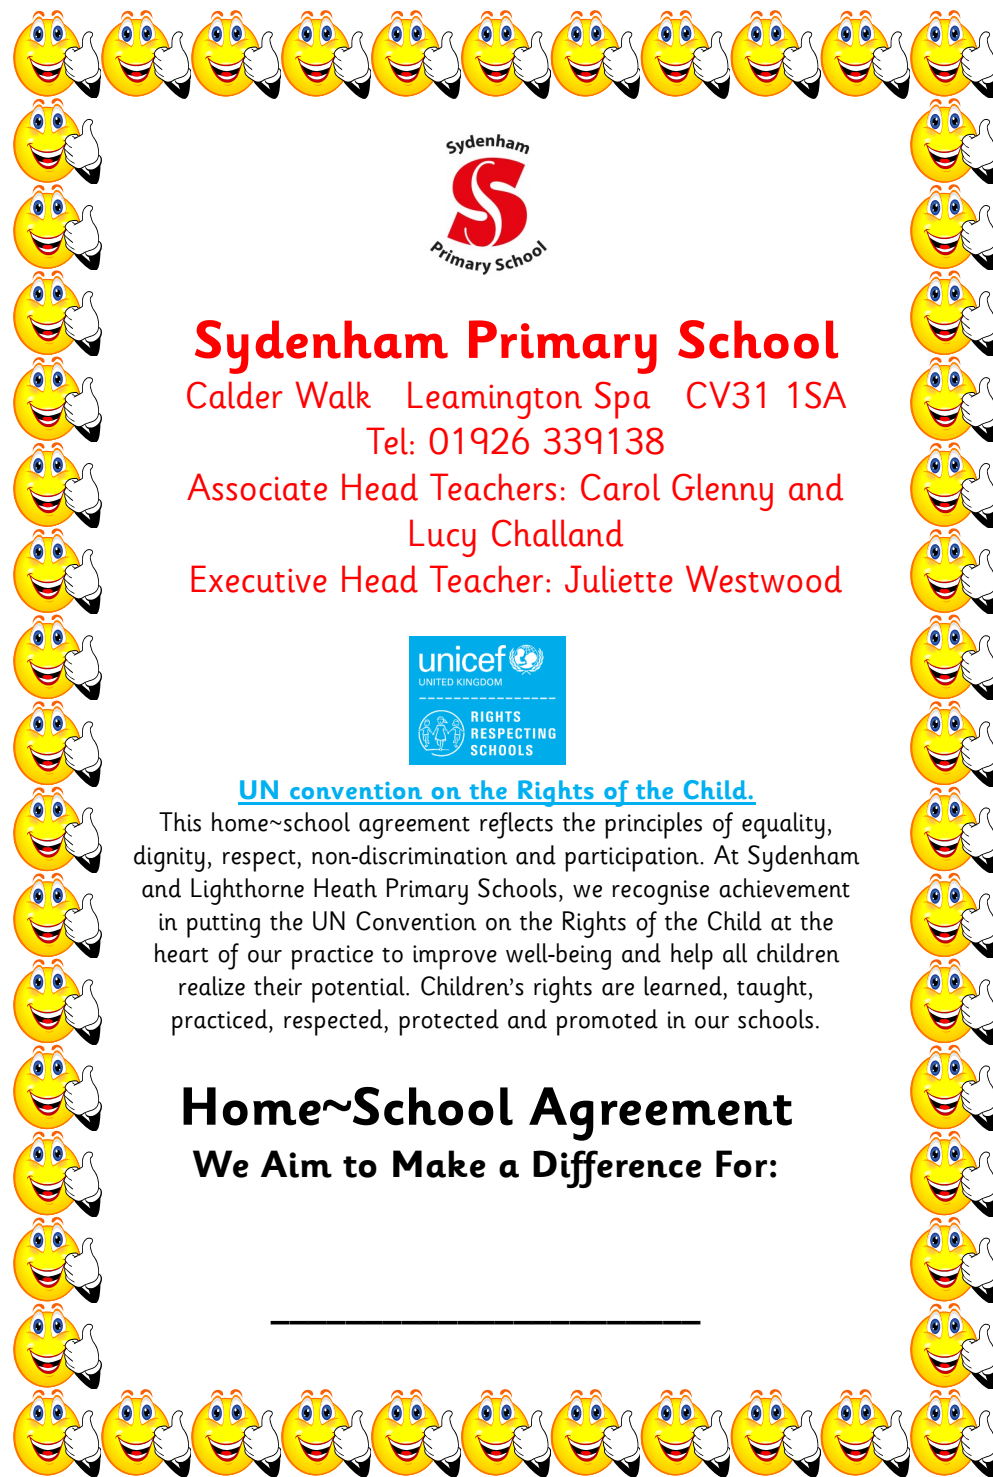 Sydenham
Primary School
Sydenham Primary School
Calder Walk Leamington Spa CV31 1SA
Tel: 01926 339138
Associate Head Teachers: Carol Glenny and
Lucy Challand
Executive Head Teacher: Juliette Westwood
unicef
UNITED KINGDOM
RIGHTS
RESPECTING
SCHOOLS
UN convention on the Rights of the Child.
This home~school agreement reflects the principles of equality,
dignity, respect, non-discrimination and participation. At Sydenham
and Lighthorne Heath Primary Schools, we recognise achievement
in putting the UN Convention on the Rights of the Child at the
heart of our practice to improve well-being and help all children
realize their potential. Children’s rights are learned, taught,
practiced, respected, protected and promoted in our schools.
Home~School Agreement
We Aim to Make a Difference For: